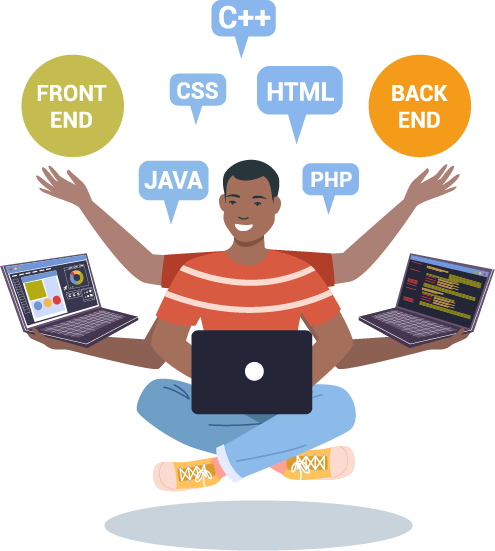 C++
FRONT
END
CSS
HTML
BACK
END
JAVA
PHP